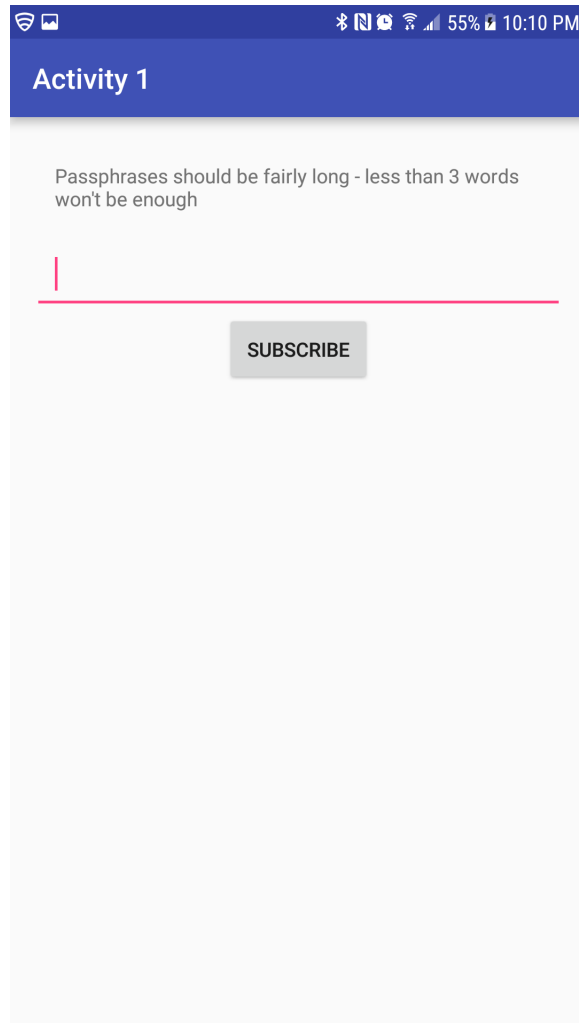 55% 10:10 PM
Activity 1
Passphrases should be fairly long - less than 3 words
won't be enough
SUBSCRIBE